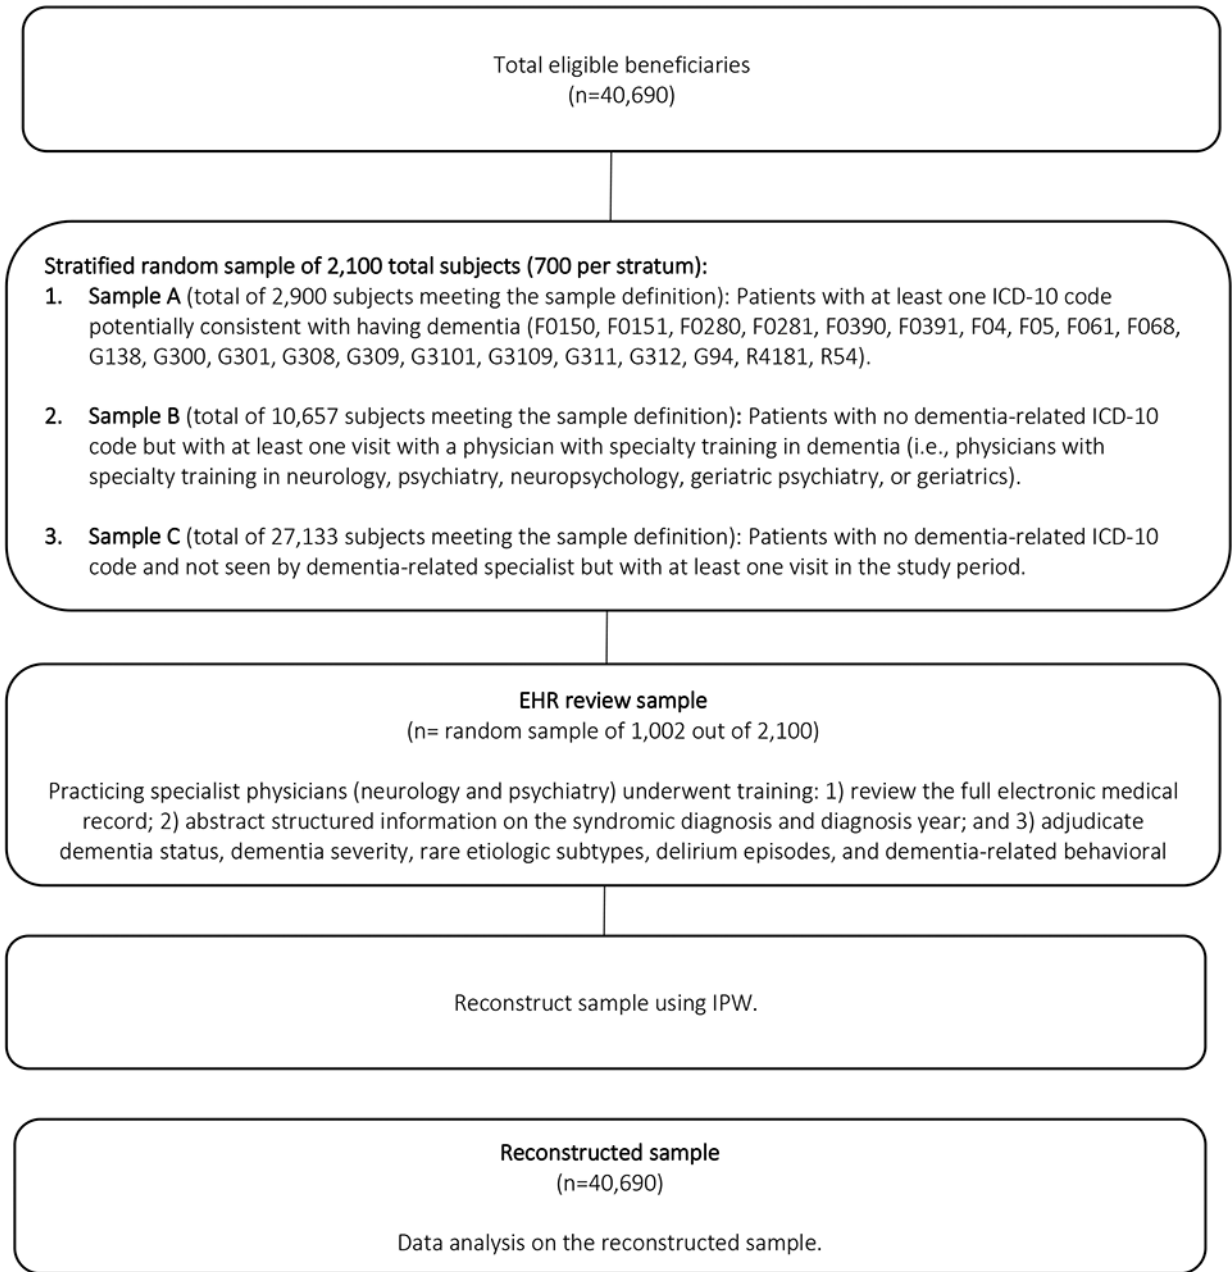 Total eligible beneficiaries
(n=40,690)
Stratified random sample of 2,100 total subjects (700 per stratum):
1. Sample A (total of 2,900 subjects meeting the sample definition): Patients with at least one ICD-10 code
potentially consistent with having dementia (F0150, F0151, F0280, F0281, F0390, F0391, F04, F05, F061, F068,
G138, G300, G301, G308, G309, G3101, G3109, G311, G312, G94, R4181, R54).
2. Sample B (total of 10,657 subjects meeting the sample definition): Patients with no dementia-related ICD-10
code but with at least one visit with a physician with specialty training in dementia (i.e., physicians with
specialty training in neurology, psychiatry, neuropsychology, geriatric psychiatry, or geriatrics).
3. Sample C (total of 27,133 subjects meeting the sample definition): Patients with no dementia-related ICD-10
code and not seen by dementia-related specialist but with at least one visit in the study period.
EHR review sample
(n= random sample of 1,002 out of 2,100)
Practicing specialist physicians (neurology and psychiatry) underwent training: 1) review the full electronic medical
record; 2) abstract structured information on the syndromic diagnosis and diagnosis year; and 3) adjudicate
dementia status, dementia severity, rare etiologic subtypes, delirium episodes, and dementia-related behavioral
Reconstruct sample using IPW.
Reconstructed sample
(n=40,690)
Data analysis on the reconstructed sample.